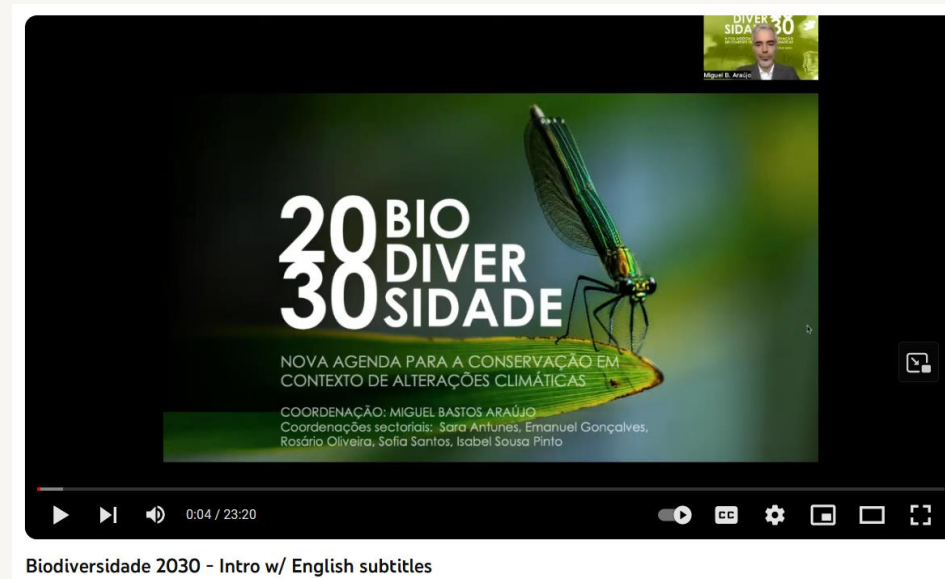 DIVER 30
SIDA
Miguel B. Araújo
20 BIO
30 DIVER
SIDADE
NOVA AGENDA PARA A CONSERVAÇÃO EM
CONTEXTO DE ALTERAÇÕES CLIMÁTICAS
COORDENAÇÃO: MIGUEL BASTOS ARAÚJO
Coordenações sectoriais: Sara Antunes, Emanuel Gonçalves,
Rosário Oliveira, Sofia Santos, Isabel Sousa Pinto
0:04 / 23:20
CC
Biodiversidade 2030 - Intro w/ English subtitles